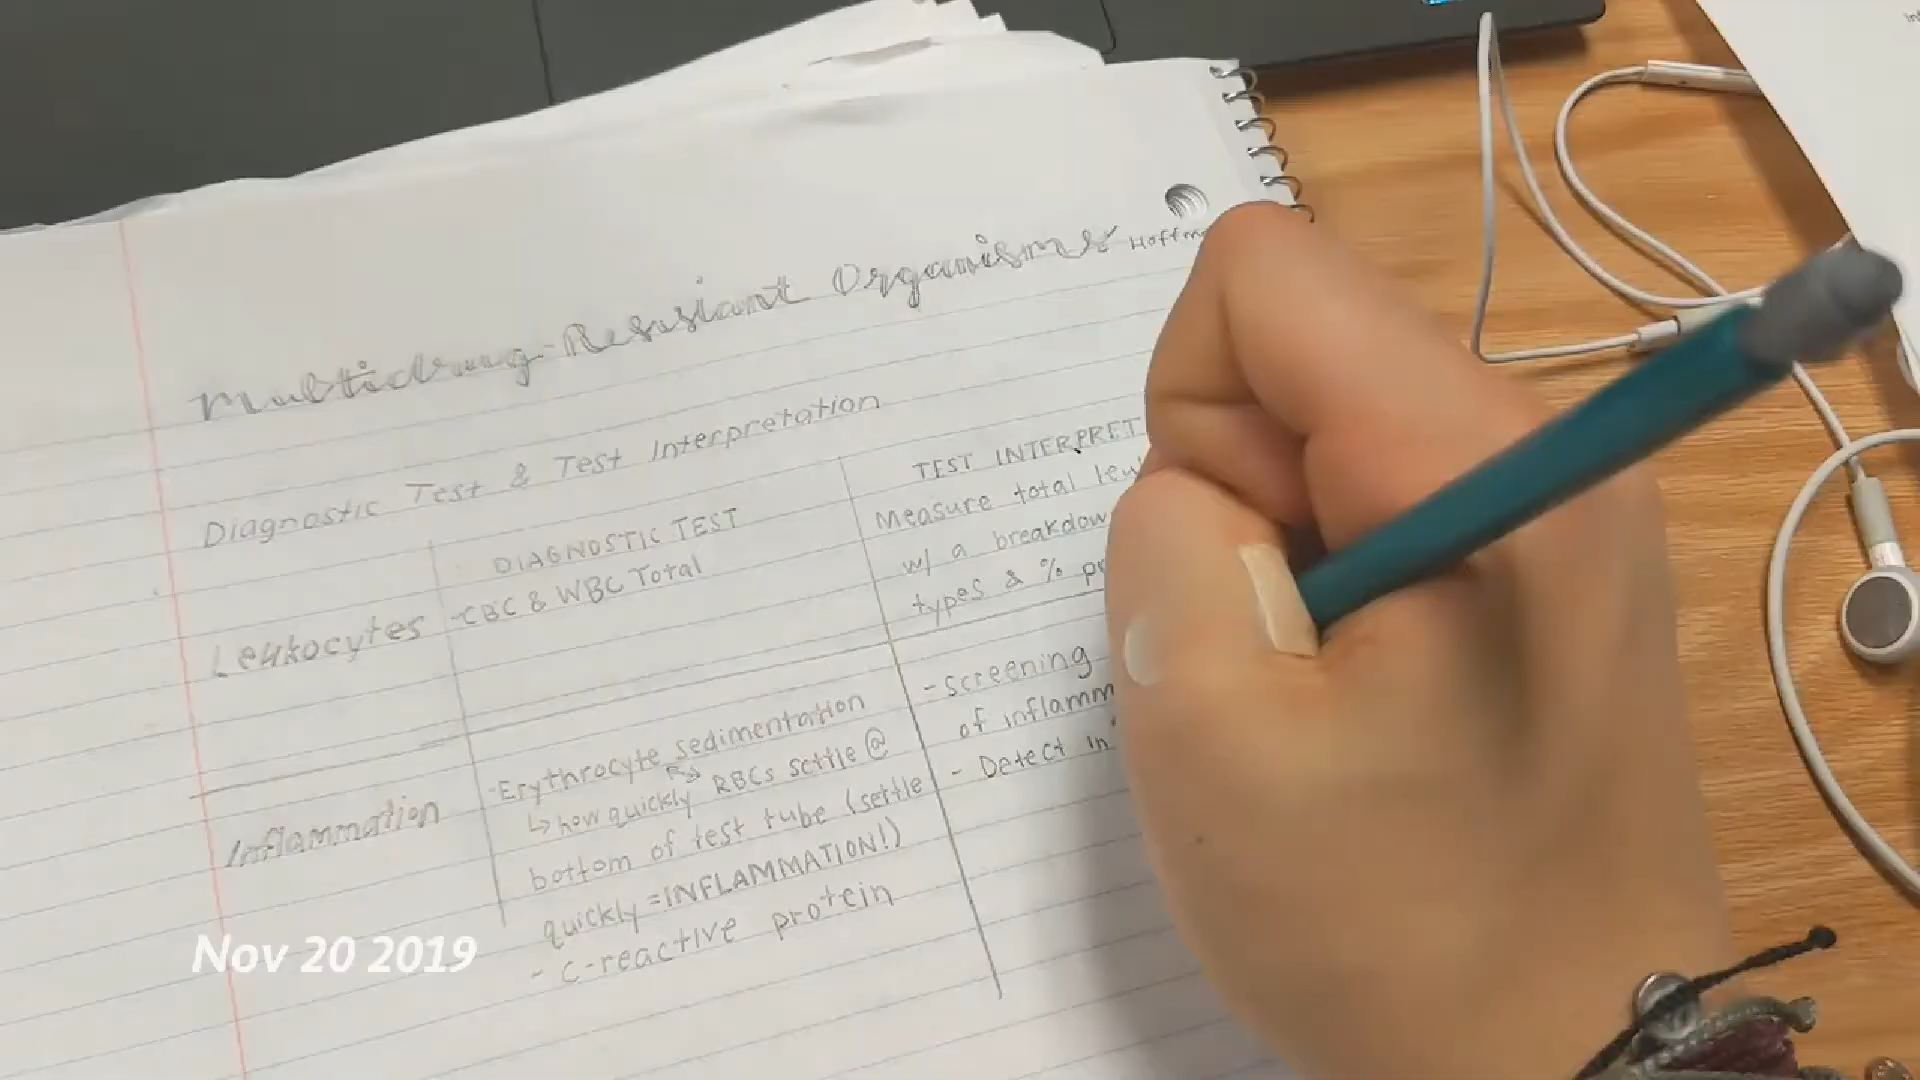 Multidrug-Resistant Organisms
Diagnostic Test & Test Interpretation
DIAGNOSTIC TEST
TEST INTERPRET
Leukocytes
-CBC & WBC Total
Measure total
w/ a breakdow
types & %
Inflammation
-Erythrocyte sedimentation
↳ how quickly RBCs settle @
bottom of test tube (settle
quickly =INFLAMMATION!)
- C-reactive protein
-screening
of inflamm
- Detect in
Nov 20 2019